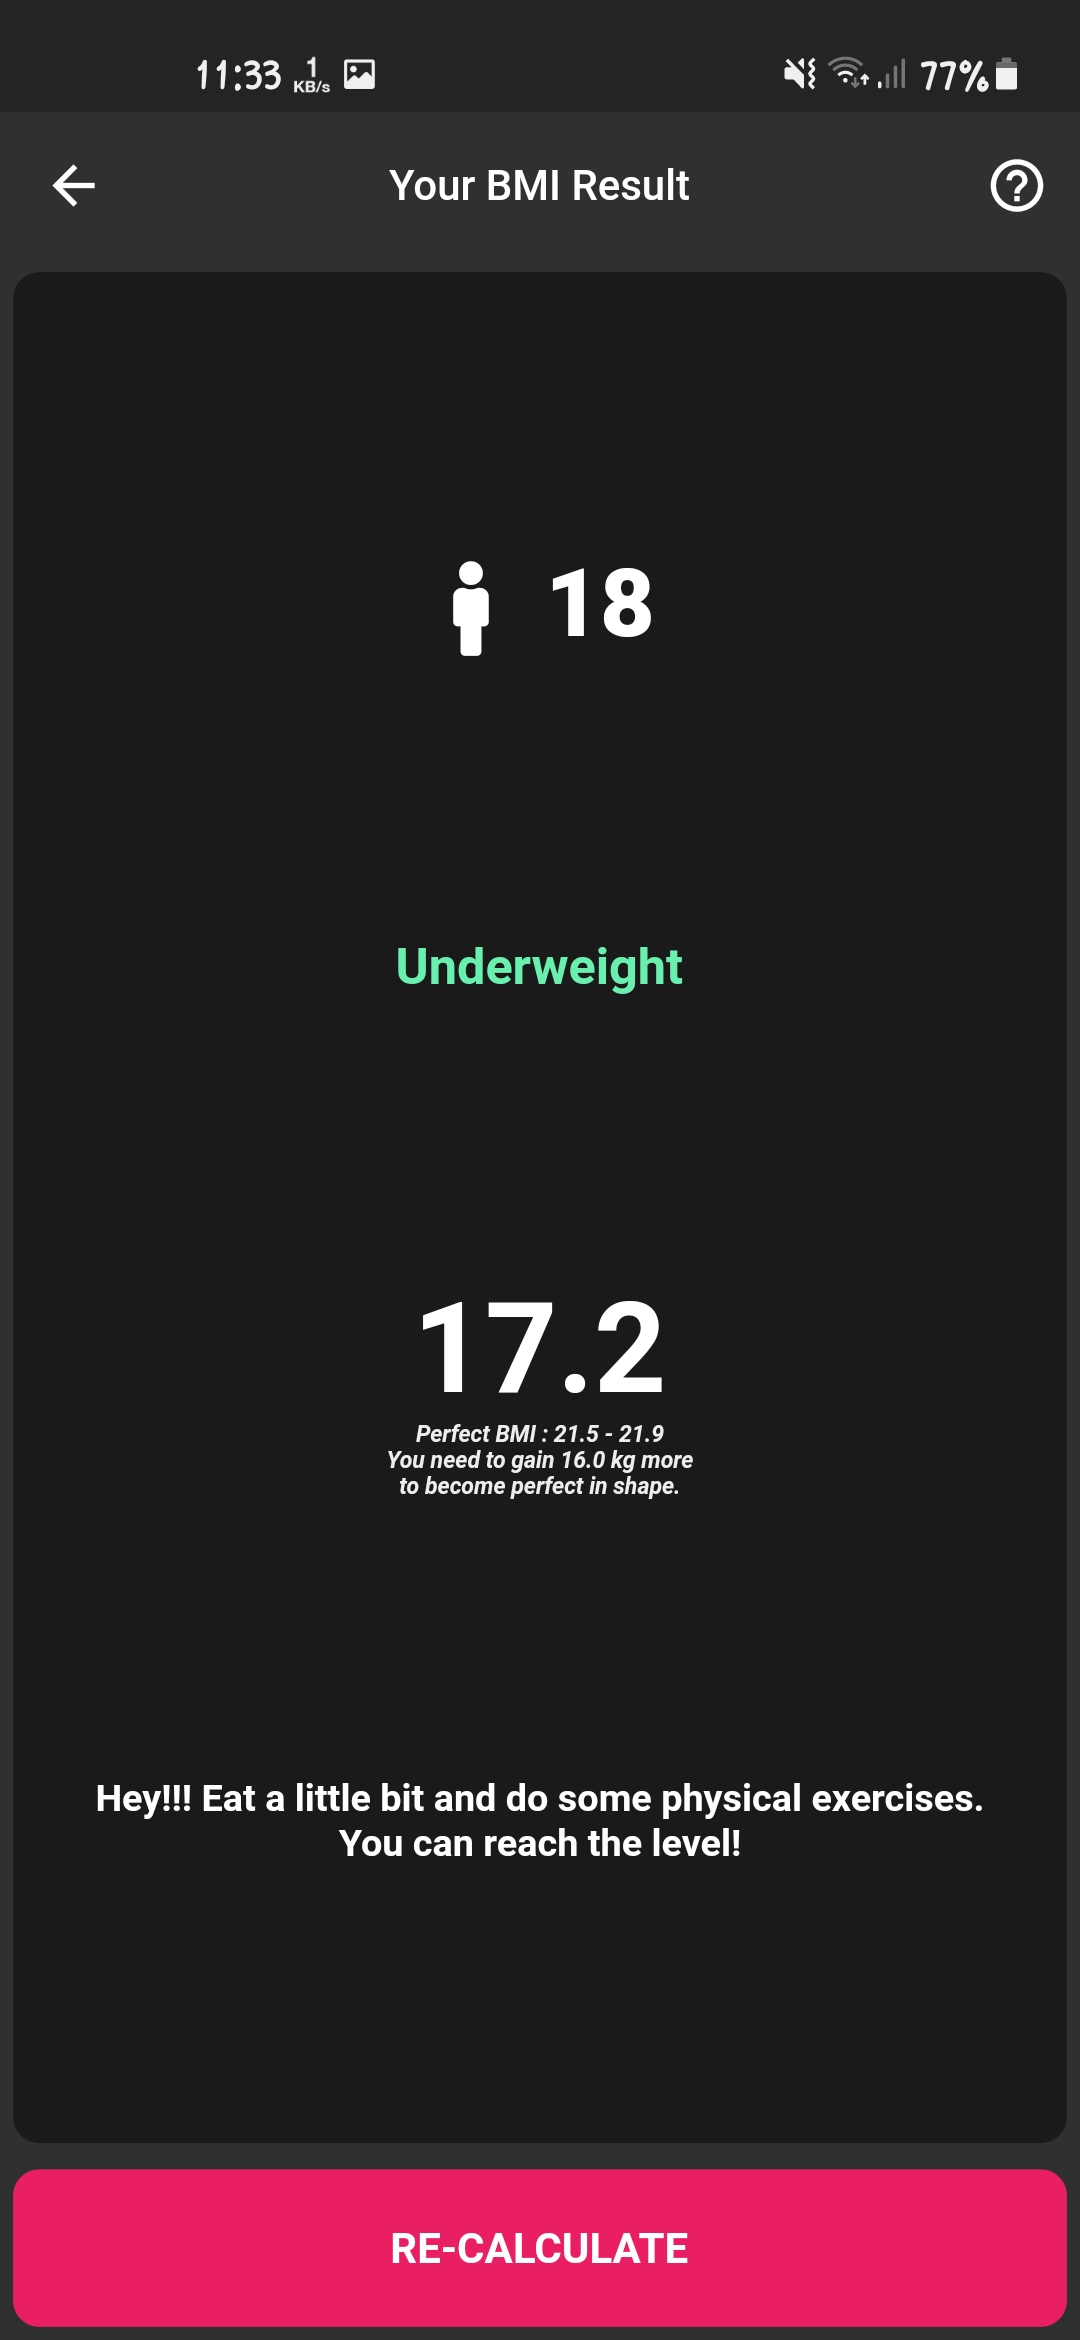 11:33 1 KB/s 77%
Your BMI Result
18
Underweight
17.2
Perfect BMI : 21.5 - 21.9
You need to gain 16.0 kg more
to become perfect in shape.
Hey!!! Eat a little bit and do some physical exercises.
You can reach the level!
RE-CALCULATE